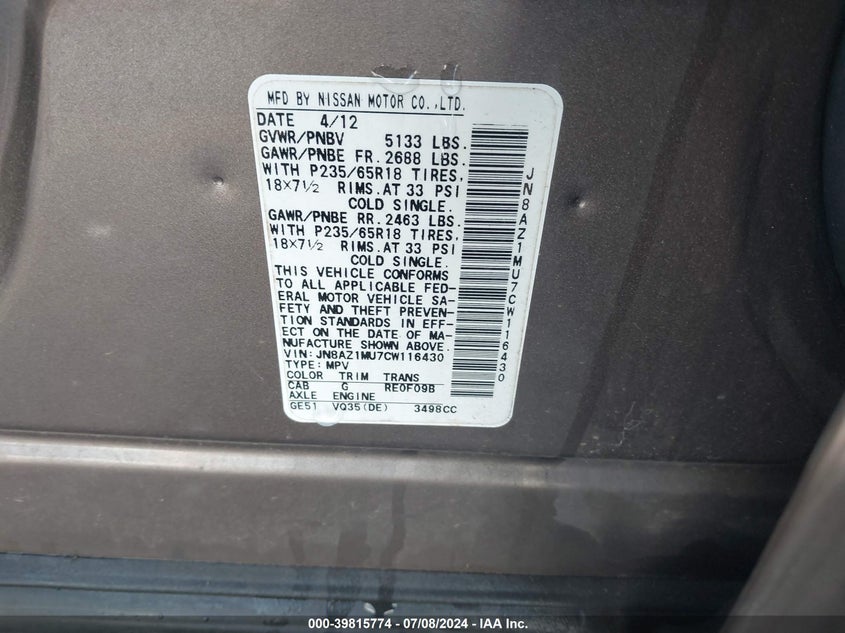 MFD BY NISSAN MOTOR CO.,LTD.
DATE 4/12
GVWR/PNBV 5133 LBS.
GAWR/PNBE FR. 2688 LBS.
WITH P235/65R18 TIRES,
18×7½ RIMS.AT 33 PSI
COLD SINGLE.
GAWR/PNBE RR. 2463 LBS.
WITH P235/65R18 TIRES,
18×7½ RIMS.AT 33 PSI
COLD SINGLE.
THIS VEHICLE CONFORMS
TO ALL APPLICABLE FED-
ERAL MOTOR VEHICLE SA-
FETY AND THEFT PREVEN-
TION STANDARDS IN EFF-
ECT ON THE DATE OF MA-
NUFACTURE SHOWN ABOVE.
VIN: JN8AZ1MU7CW116430
TYPE: MPV
COLOR TRIM TRANS
CAB G RE0F09B
AXLE ENGINE
GE51 VQ35(DE) 3498CC
JN8AZ1MU7CW116430
000-39815774 - 07/08/2024 - IAA Inc.